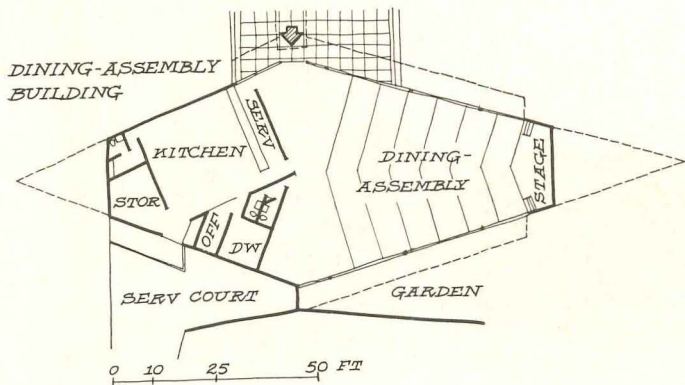 DINING-ASSEMBLY
BUILDING
SERV
KITCHEN
DINING-
ASSEMBLY
STAGE
STOR
OFF
DW
SERV COURT
GARDEN
0 10 25 50 FT